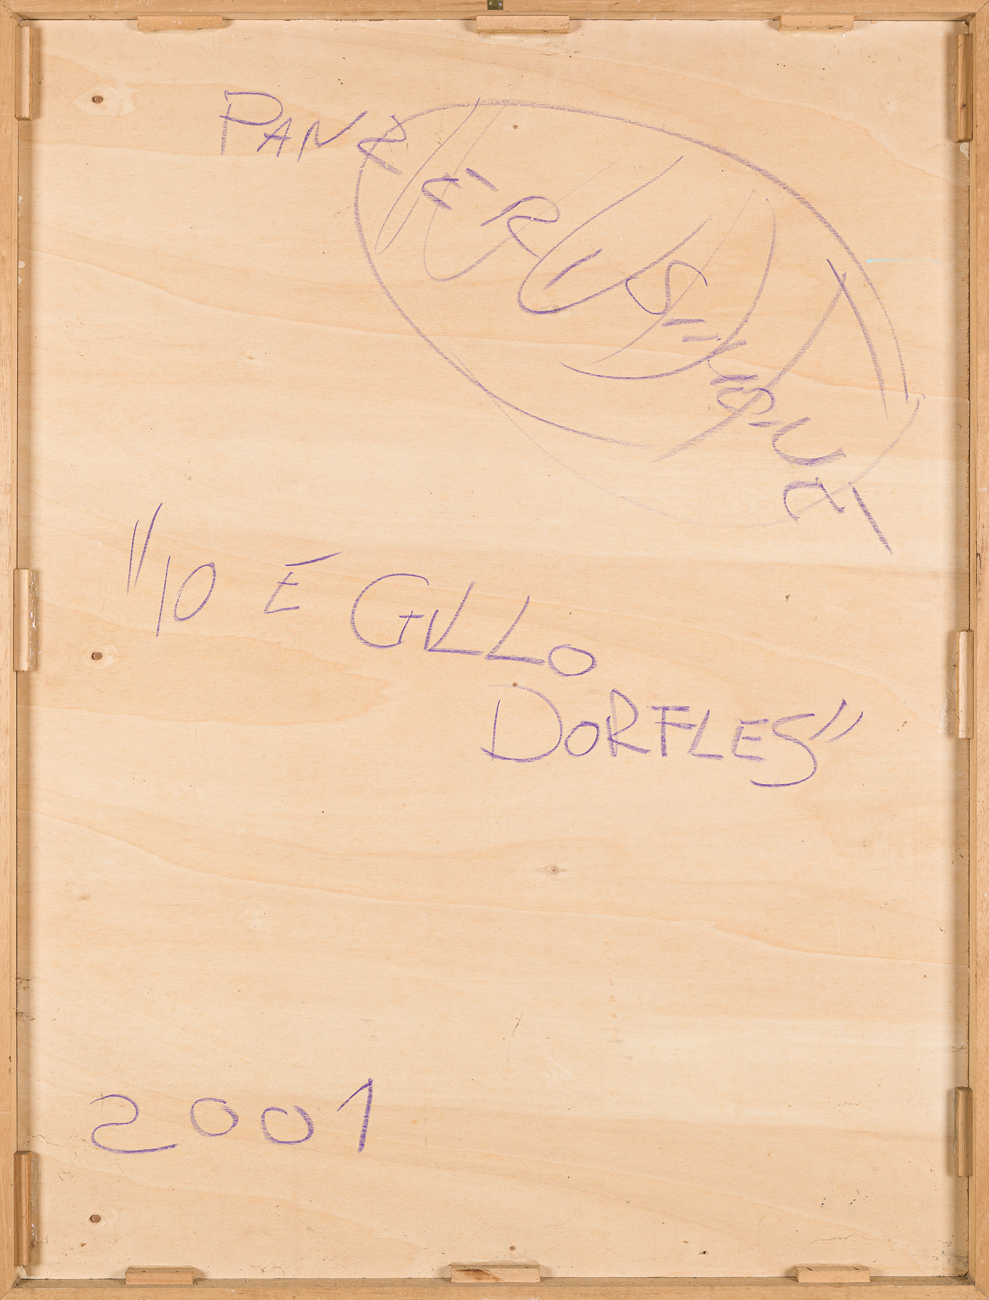 "IO E GILLO
DORFLES"
2001